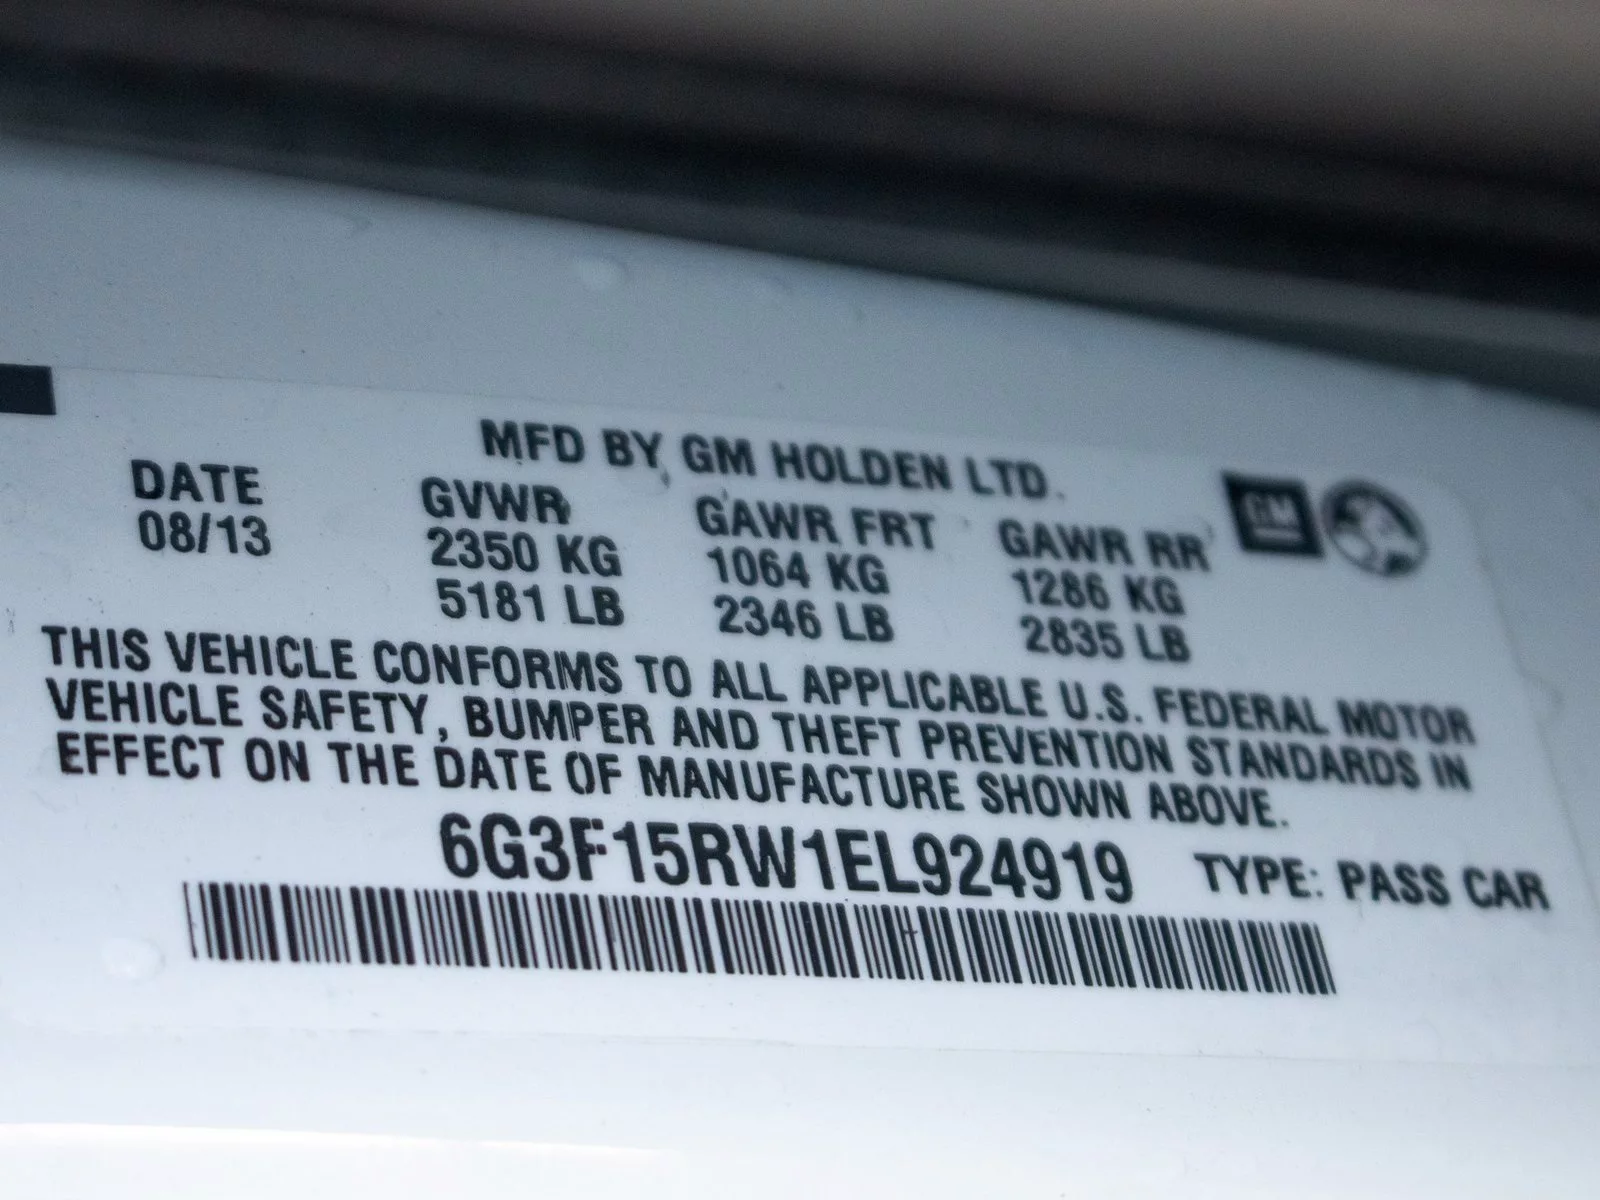 MFD BY GM HOLDEN LTD.
DATE GVWR GAWR FRT GAWR RR GM
08/13 2350 KG 1064 KG 1286 KG
5181 LB 2346 LB 2835 LB
THIS VEHICLE CONFORMS TO ALL APPLICABLE U.S. FEDERAL MOTOR
VEHICLE SAFETY, BUMPER AND THEFT PREVENTION STANDARDS IN
EFFECT ON THE DATE OF MANUFACTURE SHOWN ABOVE.
6G3F15RW1EL924919 TYPE: PASS CAR